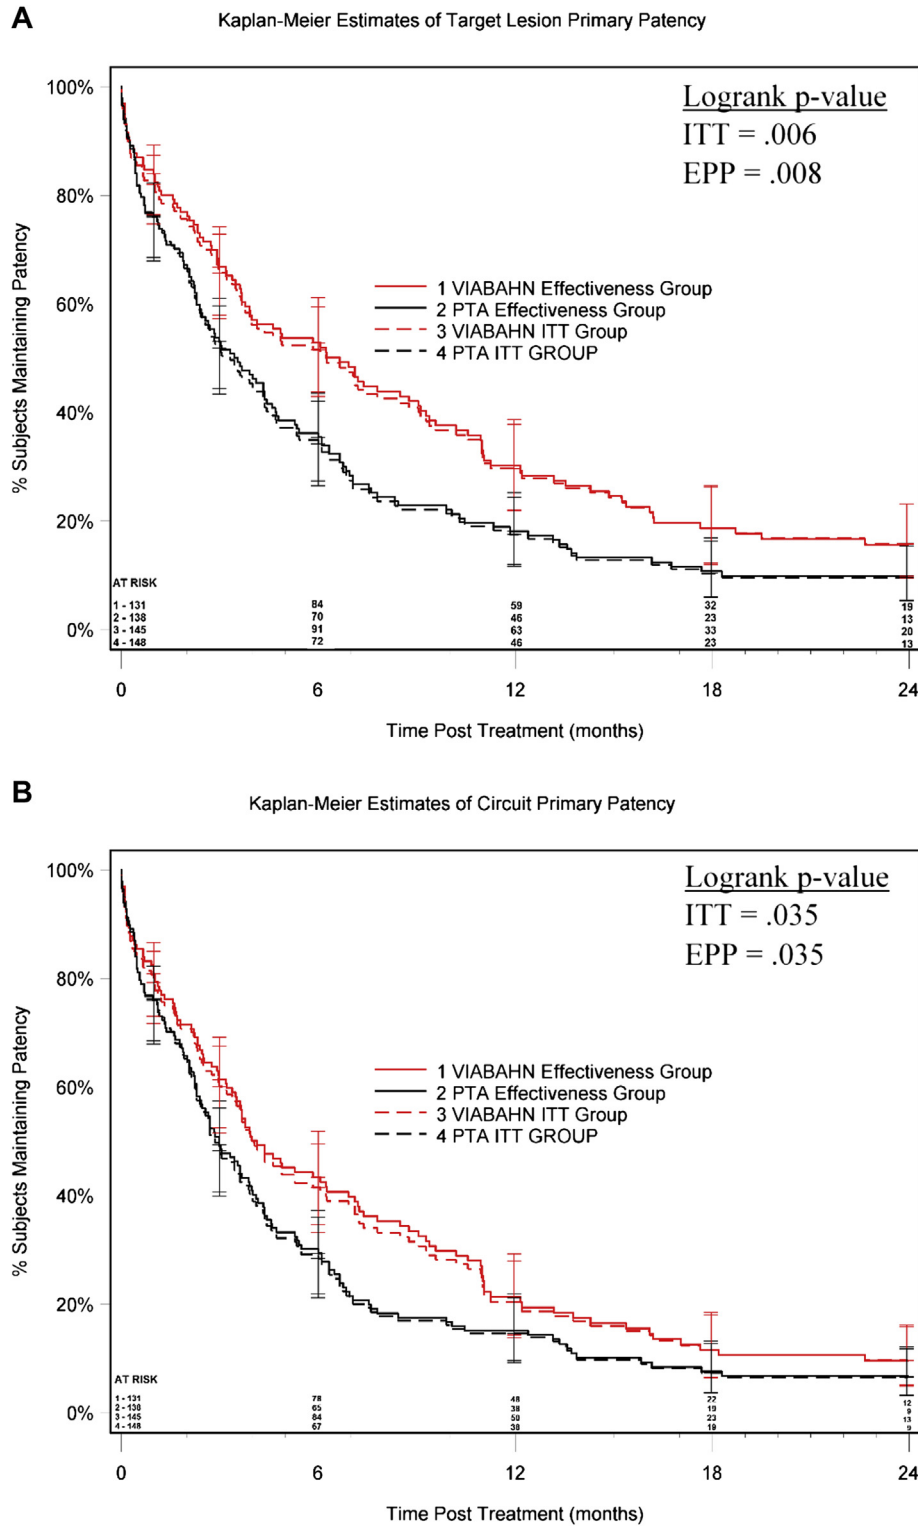 A
Kaplan-Meier Estimates of Target Lesion Primary Patency
100%
80%
60%
40%
20%
0%
% Subjects Maintaining Patency
Logrank p-value
ITT = .006
EPP = .008
1 VIABAHN Effectiveness Group
2 PTA Effectiveness Group
3 VIABAHN ITT Group
4 PTA ITT GROUP
AT RISK
1 - 131 84 59 32 19
2 - 138 70 46 23 13
3 - 145 91 63 33 20
4 - 148 72 46 23 13
0 6 12 18 24
Time Post Treatment (months)
B
Kaplan-Meier Estimates of Circuit Primary Patency
100%
80%
60%
40%
20%
0%
% Subjects Maintaining Patency
Logrank p-value
ITT = .035
EPP = .035
1 VIABAHN Effectiveness Group
2 PTA Effectiveness Group
3 VIABAHN ITT Group
4 PTA ITT GROUP
AT RISK
1 - 131 78 48 22 12
2 - 138 65 38 19 9
3 - 145 84 50 23 13
4 - 148 67 38 19 9
0 6 12 18 24
Time Post Treatment (months)